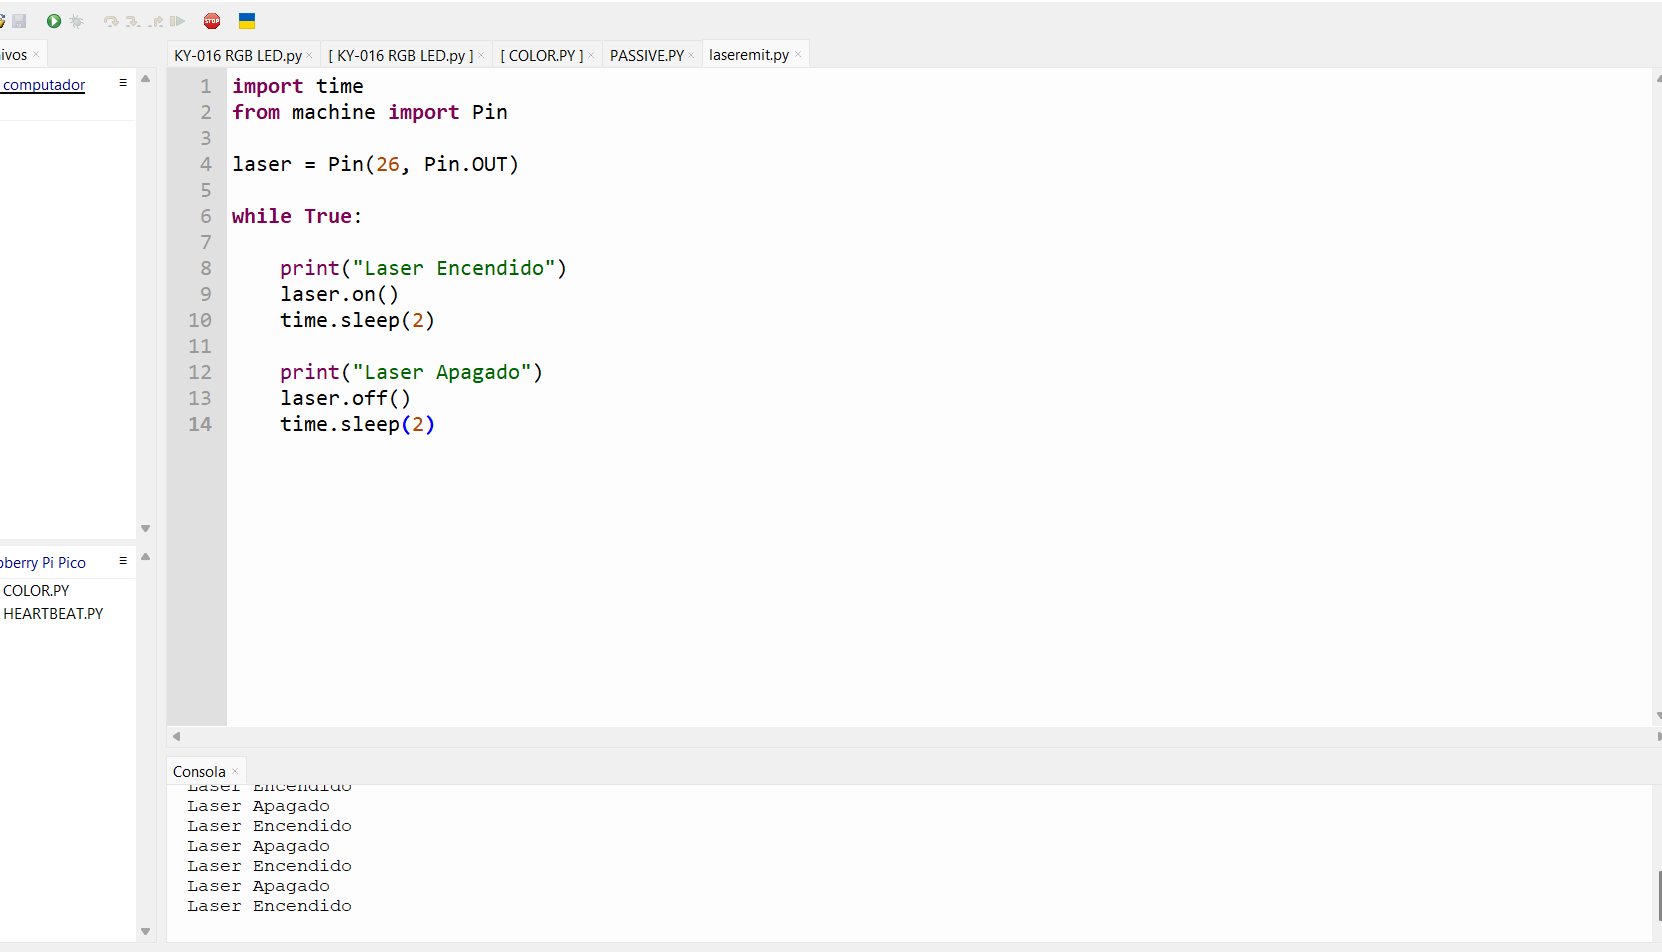 STOP
ivos ×
KY-016 RGB LED.py × [ KY-016 RGB LED.py ] × [ COLOR.PY ] × PASSIVE.PY × laseremit.py ×
computador ≡
1 import time
2 from machine import Pin
3
4 laser = Pin(26, Pin.OUT)
5
6 while True:
7
8 print("Laser Encendido")
9 laser.on()
10 time.sleep(2)
11
12 print("Laser Apagado")
13 laser.off()
14 time.sleep(2)
berry Pi Pico ≡
COLOR.PY
HEARTBEAT.PY
Consola ×
Laser Encendido
Laser Apagado
Laser Encendido
Laser Apagado
Laser Encendido
Laser Apagado
Laser Encendido